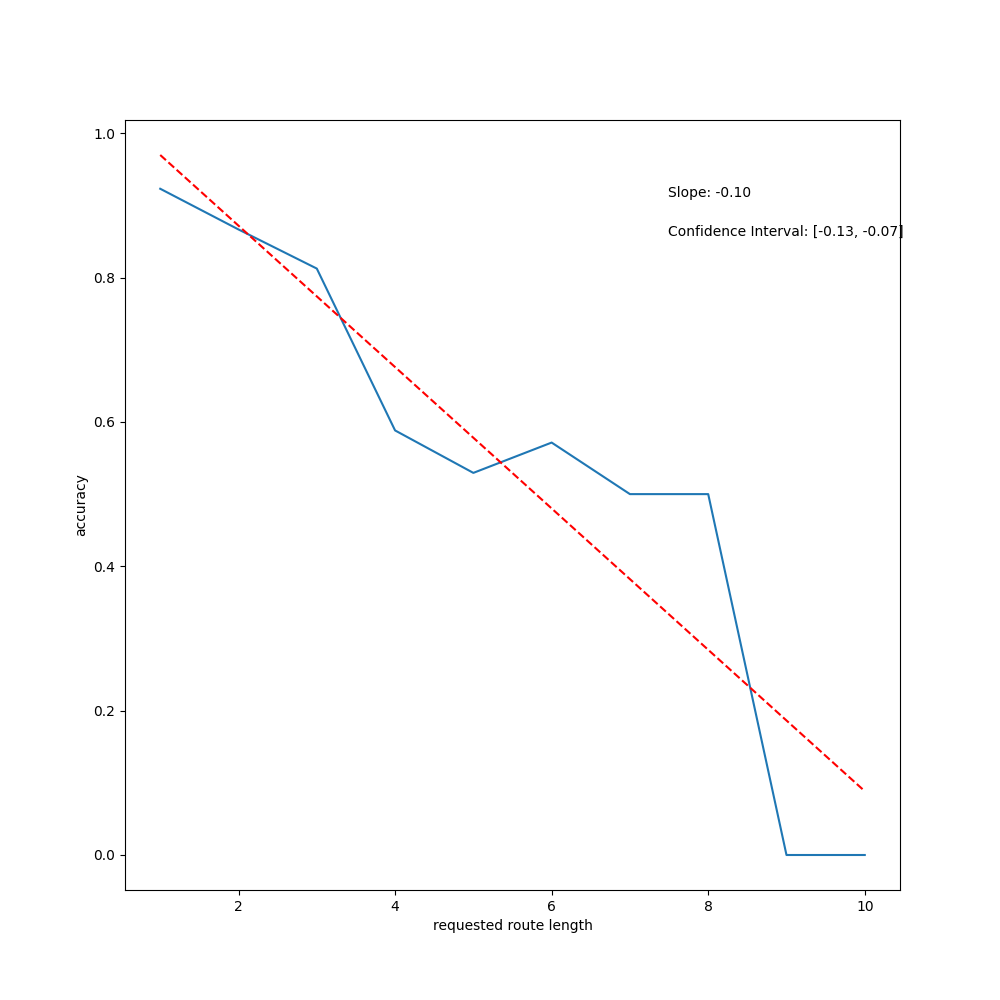 1.0
0.8
0.6
0.4
0.2
0.0
accuracy
Slope: -0.10
Confidence Interval: [-0.13, -0.07]
2 4 6 8 10
requested route length